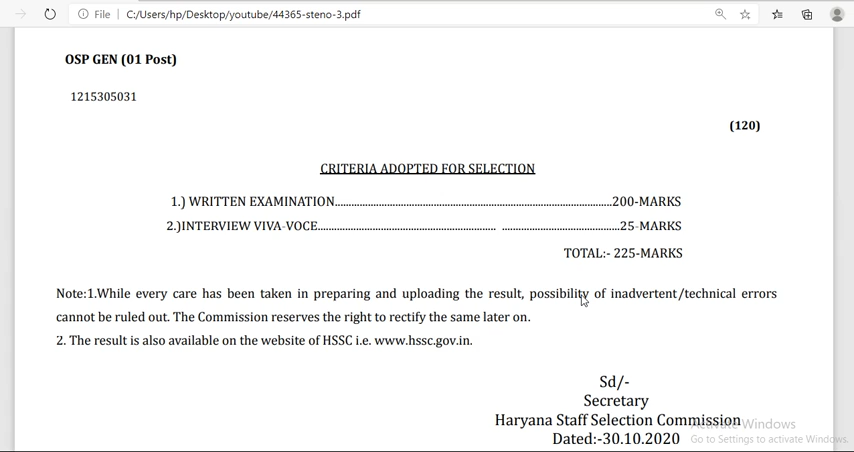 File C:/Users/hp/Desktop/youtube/44365-steno-3.pdf
OSP GEN (01 Post)
1215305031
(120)
CRITERIA ADOPTED FOR SELECTION
1.) WRITTEN EXAMINATION....................................................................................................200-MARKS
2.)INTERVIEW VIVA-VOCE................................................................ ..........................................25-MARKS
TOTAL:- 225-MARKS
Note:1.While every care has been taken in preparing and uploading the result, possibility of inadvertent/technical errors
cannot be ruled out. The Commission reserves the right to rectify the same later on.
2. The result is also available on the website of HSSC i.e. www.hssc.gov.in.
Sd/-
Secretary
Haryana Staff Selection Commission
Activate Windows
Dated:-30.10.2020
Go to Settings to activate Windows.